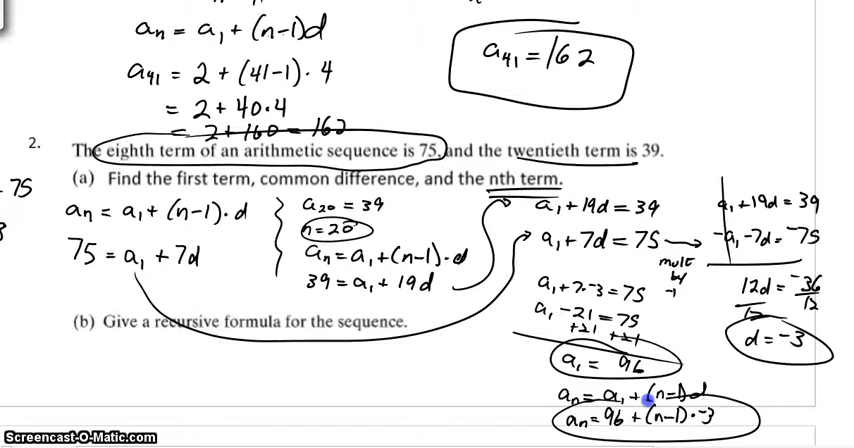 aₙ = a₁ + (n-1)d
a₄₁ = 2 + (41-1) · 4
= 2 + 40·4
= 2 + 160 = 162
a₄₁ = 162
2. The eighth term of an arithmetic sequence is 75, and the twentieth term is 39.
(a) Find the first term, common difference, and the nth term.
= 75
aₙ = a₁ + (n-1)·d
75 = a₁ + 7d
a₂₀ = 39
n = 20
aₙ = a₁ + (n-1)·d
39 = a₁ + 19d
a₁ + 19d = 39
a₁ + 7d = 75
mult
by
-1
a₁ + 19d = 39
-a₁ - 7d = -75
12d = -36
12 12
d = -3
a₁ + 7·-3 = 75
a₁ - 21 = 75
+21 +21
a₁ = 96
aₙ = a₁ + (n-1)d
aₙ = 96 + (n-1)·-3
(b) Give a recursive formula for the sequence.
Screencast-O-Matic.com